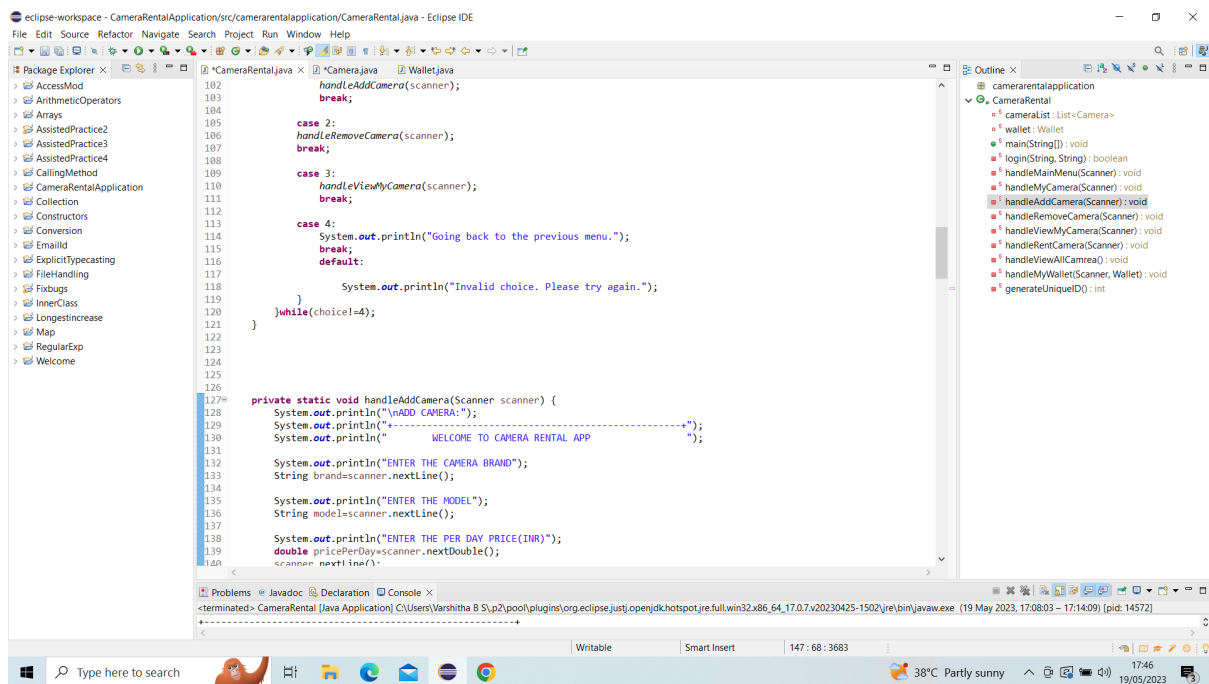 eclipse-workspace - CameraRentalApplication/src/camerarentalapplication/CameraRental.java - Eclipse IDE
File Edit Source Refactor Navigate Search Project Run Window Help
Package Explorer
AccessMod
ArithmeticOperators
Arrays
AssistedPractice2
AssistedPractice3
AssistedPractice4
CallingMethod
CameraRentalApplication
Collection
Constructors
Conversion
EmailId
ExplicitTypecasting
FileHandling
Fixbugs
InnerClass
Longestincrease
Map
RegularExp
Welcome
*CameraRental.java *Camera.java Wallet.java
102 handleAddCamera(scanner);
103 break;
104
105 case 2:
106 handleRemoveCamera(scanner);
107 break;
108
109 case 3:
110 handleViewMyCamera(scanner);
111 break;
112
113 case 4:
114 System.out.println("Going back to the previous menu.");
115 break;
116 default:
117
118 System.out.println("Invalid choice. Please try again.");
119 }
120 }while(choice!=4);
121 }
122
123
124
125
126
127 private static void handleAddCamera(Scanner scanner) {
128 System.out.println("\nADD CAMERA:");
129 System.out.println("+---------------------------------------------------+");
130 System.out.println(" WELCOME TO CAMERA RENTAL APP ");
131
132 System.out.println("ENTER THE CAMERA BRAND");
133 String brand=scanner.nextLine();
134
135 System.out.println("ENTER THE MODEL");
136 String model=scanner.nextLine();
137
138 System.out.println("ENTER THE PER DAY PRICE(INR)");
139 double pricePerDay=scanner.nextDouble();
140 scanner.nextLine();
Outline
camerarentalapplication
CameraRental
cameraList : List<Camera>
wallet : Wallet
main(String[]) : void
login(String, String) : boolean
handleMainMenu(Scanner) : void
handleMyCamera(Scanner) : void
handleAddCamera(Scanner) : void
handleRemoveCamera(Scanner) : void
handleViewMyCamera(Scanner) : void
handleRentCamera(Scanner) : void
handleViewAllCamrea() : void
handleMyWallet(Scanner, Wallet) : void
generateUniqueID() : int
Problems Javadoc Declaration Console
<terminated> CameraRental [Java Application] C:\Users\Varshitha B S\.p2\pool\plugins\org.eclipse.justj.openjdk.hotspot.jre.full.win32.x86_64_17.0.7.v20230425-1502\jre\bin\javaw.exe (19 May 2023, 17:08:03 – 17:14:09) [pid: 14572]
+---------------------------------------------------+
Writable Smart Insert 147 : 68 : 3683
Type here to search
38°C Partly sunny
17:46
19/05/2023
3